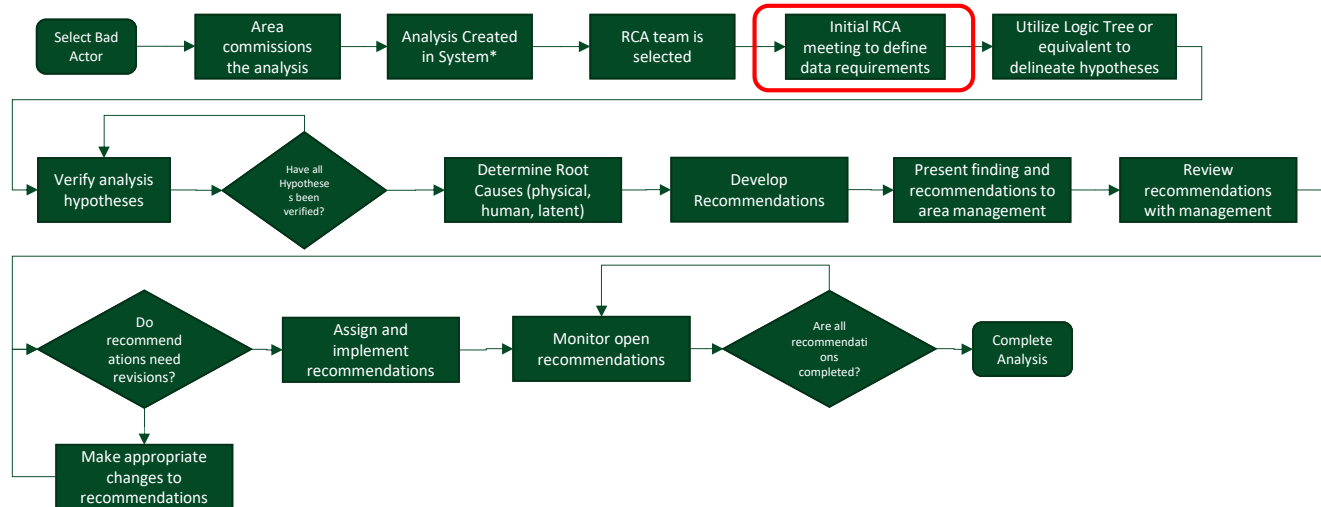 Select Bad
Actor
Area
commissions
the analysis
Analysis Created
in System*
RCA team is
selected
Initial RCA
meeting to define
data requirements
Utilize Logic Tree or
equivalent to
delineate hypotheses
Verify analysis
hypotheses
Have all
Hypothese
s been
verified?
Determine Root
Causes (physical,
human, latent)
Develop
Recommendations
Present finding and
recommendations to
area management
Review
recommendations
with management
Do
recommend
ations need
revisions?
Assign and
implement
recommendations
Monitor open
recommendations
Are all
recommendati
ons
completed?
Complete
Analysis
Make appropriate
changes to
recommendations